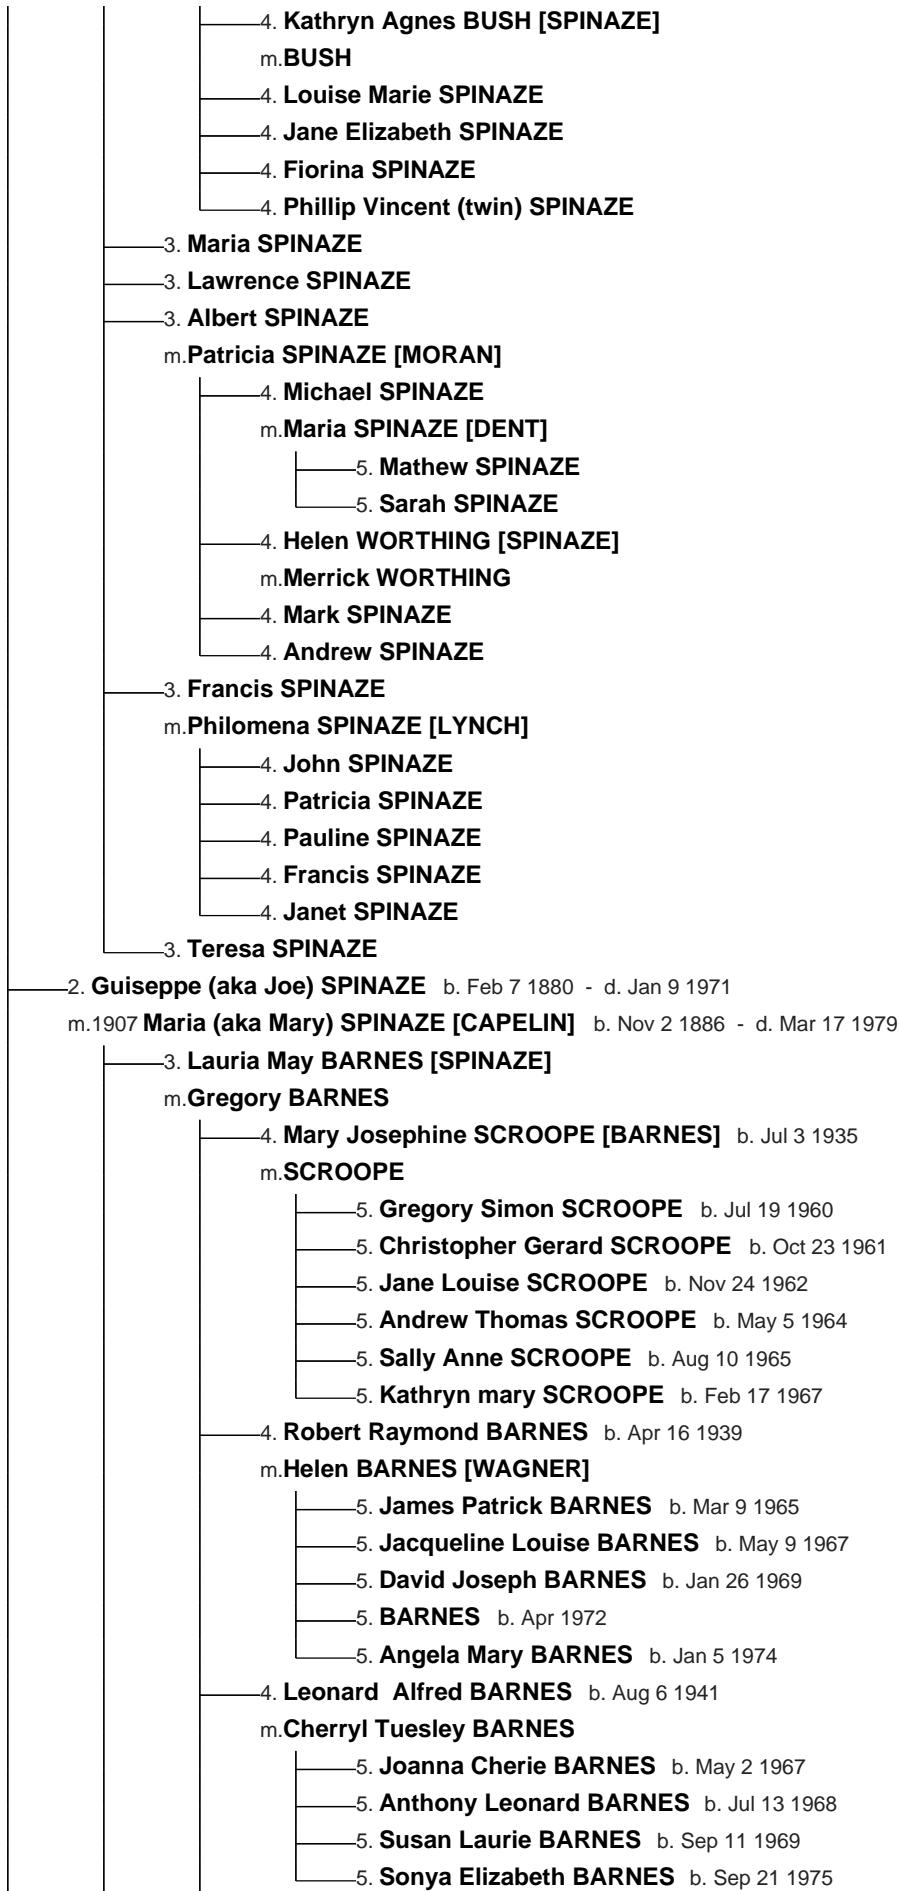 4. Kathryn Agnes BUSH [SPINAZE]
m.BUSH
4. Louise Marie SPINAZE
4. Jane Elizabeth SPINAZE
4. Fiorina SPINAZE
4. Phillip Vincent (twin) SPINAZE
3. Maria SPINAZE
3. Lawrence SPINAZE
3. Albert SPINAZE
m.Patricia SPINAZE [MORAN]
4. Michael SPINAZE
m.Maria SPINAZE [DENT]
5. Mathew SPINAZE
5. Sarah SPINAZE
4. Helen WORTHING [SPINAZE]
m.Merrick WORTHING
4. Mark SPINAZE
4. Andrew SPINAZE
3. Francis SPINAZE
m.Philomena SPINAZE [LYNCH]
4. John SPINAZE
4. Patricia SPINAZE
4. Pauline SPINAZE
4. Francis SPINAZE
4. Janet SPINAZE
3. Teresa SPINAZE
2. Guiseppe (aka Joe) SPINAZE b. Feb 7 1880 - d. Jan 9 1971
m.1907 Maria (aka Mary) SPINAZE [CAPELIN] b. Nov 2 1886 - d. Mar 17 1979
3. Lauria May BARNES [SPINAZE]
m.Gregory BARNES
4. Mary Josephine SCROOPE [BARNES] b. Jul 3 1935
m.SCROOPE
5. Gregory Simon SCROOPE b. Jul 19 1960
5. Christopher Gerard SCROOPE b. Oct 23 1961
5. Jane Louise SCROOPE b. Nov 24 1962
5. Andrew Thomas SCROOPE b. May 5 1964
5. Sally Anne SCROOPE b. Aug 10 1965
5. Kathryn mary SCROOPE b. Feb 17 1967
4. Robert Raymond BARNES b. Apr 16 1939
m.Helen BARNES [WAGNER]
5. James Patrick BARNES b. Mar 9 1965
5. Jacqueline Louise BARNES b. May 9 1967
5. David Joseph BARNES b. Jan 26 1969
5. BARNES b. Apr 1972
5. Angela Mary BARNES b. Jan 5 1974
4. Leonard Alfred BARNES b. Aug 6 1941
m.Cherryl Tuesley BARNES
5. Joanna Cherie BARNES b. May 2 1967
5. Anthony Leonard BARNES b. Jul 13 1968
5. Susan Laurie BARNES b. Sep 11 1969
5. Sonya Elizabeth BARNES b. Sep 21 1975